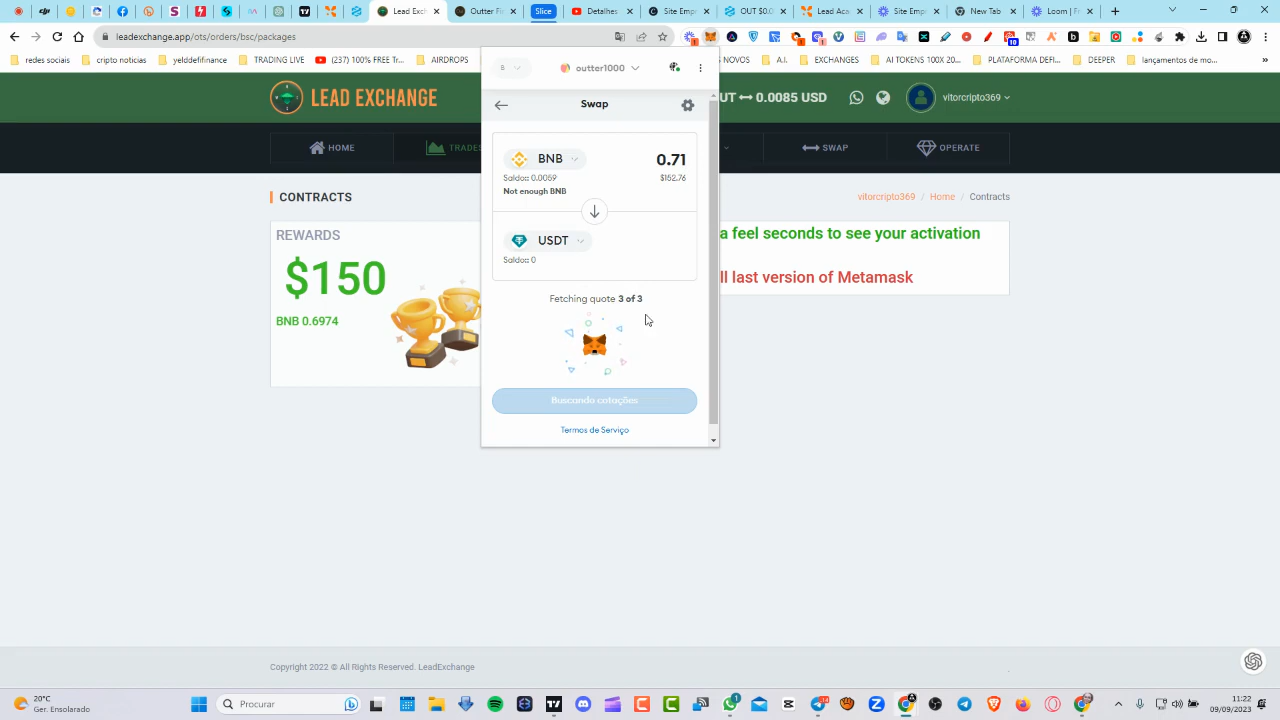 Lead Exc
Outter Fi
Slice
Detalhes
Site Emp
OUT $0.0
Lead Aca
Site Emp
New Tab
Loom | Fr
leadexchange.app/ots/orders/bsc/packages
redes sociais
cripto noticias
yelddefifinance
TRADING LIVE
(237) 100% FREE Tr...
AIRDROPS
NOVO
A.I.
EXCHANGES
AI TOKENS 100X 20...
PLATAFORMA DEFI...
DEEPER
lançamentos de mo...
LEAD EXCHANGE
UT ⟷ 0.0085 USD
vitorcripto369
HOME
TRADES
SWAP
OPERATE
CONTRACTS
vitorcripto369 / Home / Contracts
REWARDS
$150
BNB 0.6974
a feel seconds to see your activation
ll last version of Metamask
outter1000
Swap
BNB
0.71
Saldo: 0.0059
$152.76
Not enough BNB
USDT
Saldo: 0
Fetching quote 3 of 3
Buscando cotações
Termos de Serviço
Copyright 2022 © All Rights Reserved. LeadExchange
20°C
Ger. Ensolarado
Procurar
11:22
09/09/2023